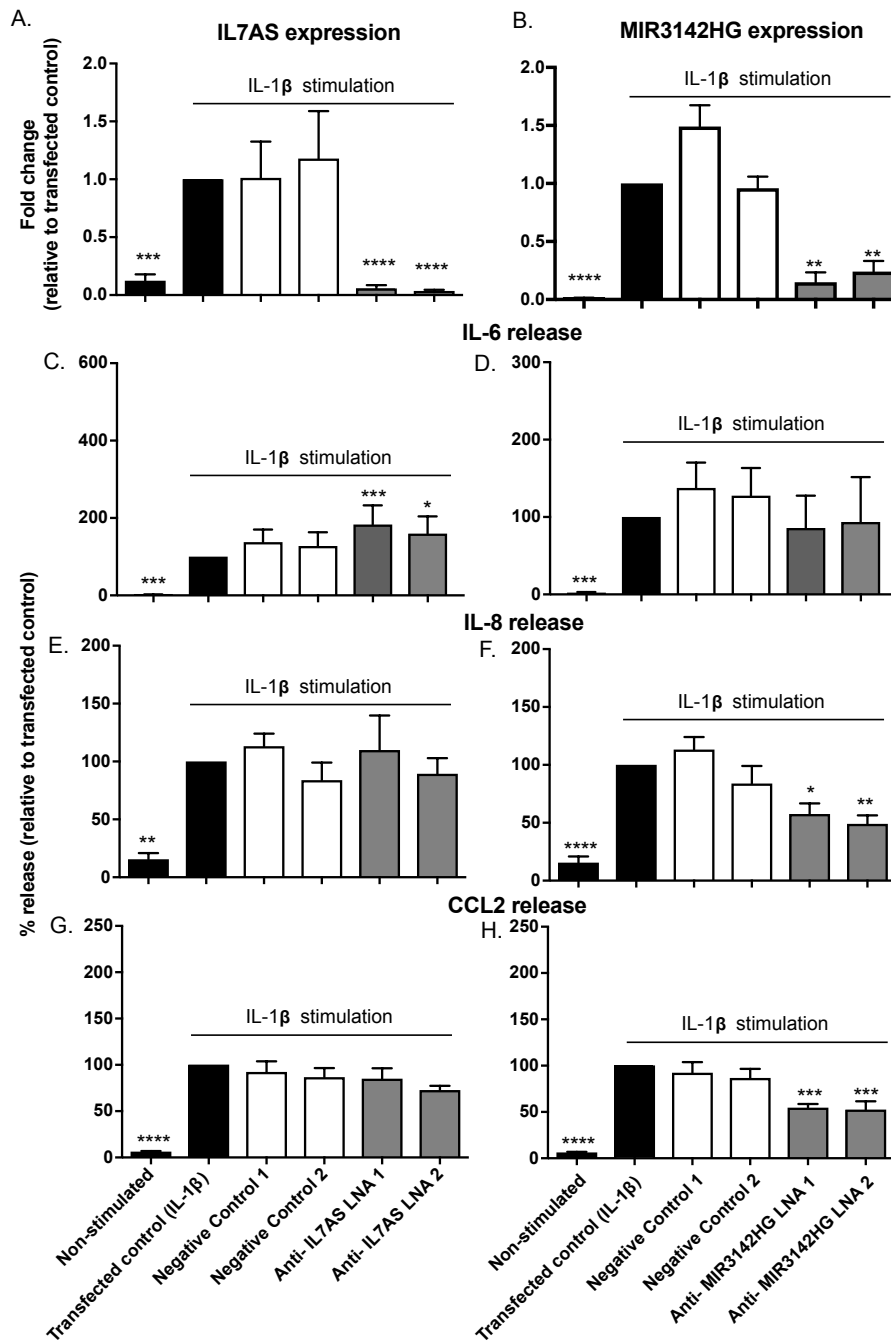 A.
IL7AS expression
B.
MIR3142HG expression
Fold change
(relative to transfected control)
2.0
1.5
1.0
0.5
0.0
IL-1β stimulation
***
****
****
2.0
1.5
1.0
0.5
0.0
IL-1β stimulation
****
**
**
IL-6 release
C.
600
400
200
0
IL-1β stimulation
***
***
*
D.
300
200
150
100
50
0
IL-1β stimulation
***
% release (relative to transfected control)
IL-8 release
E.
200
150
100
50
0
IL-1β stimulation
**
F.
200
150
100
50
0
IL-1β stimulation
****
*
**
CCL2 release
G.
250
200
150
100
50
0
IL-1β stimulation
****
H.
250
200
150
100
50
0
IL-1β stimulation
****
***
***
Non-stimulated
Transfected control (IL-1β)
Negative Control 1
Negative Control 2
Anti- IL7AS LNA 1
Anti- IL7AS LNA 2
Non-stimulated
Transfected control (IL-1β)
Negative Control 1
Negative Control 2
Anti- MIR3142HG LNA 1
Anti- MIR3142HG LNA 2